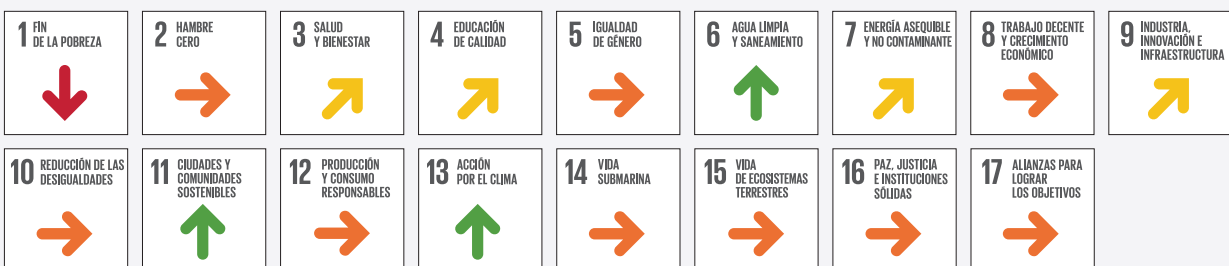 1 FIN
DE LA POBREZA
2 HAMBRE
CERO
3 SALUD
Y BIENESTAR
4 EDUCACIÓN
DE CALIDAD
5 IGUALDAD
DE GÉNERO
6 AGUA LIMPIA
Y SANEAMIENTO
7 ENERGÍA ASEQUIBLE
Y NO CONTAMINANTE
8 TRABAJO DECENTE
Y CRECIMIENTO
ECONÓMICO
9 INDUSTRIA,
INNOVACIÓN E
INFRAESTRUCTURA
10 REDUCCIÓN DE LAS
DESIGUALDADES
11 CIUDADES Y
COMUNIDADES
SOSTENIBLES
12 PRODUCCIÓN
Y CONSUMO
RESPONSABLES
13 ACCIÓN
POR EL CLIMA
14 VIDA
SUBMARINA
15 VIDA
DE ECOSISTEMAS
TERRESTRES
16 PAZ, JUSTICIA
E INSTITUCIONES
SÓLIDAS
17 ALIANZAS PARA
LOGRAR
LOS OBJETIVOS